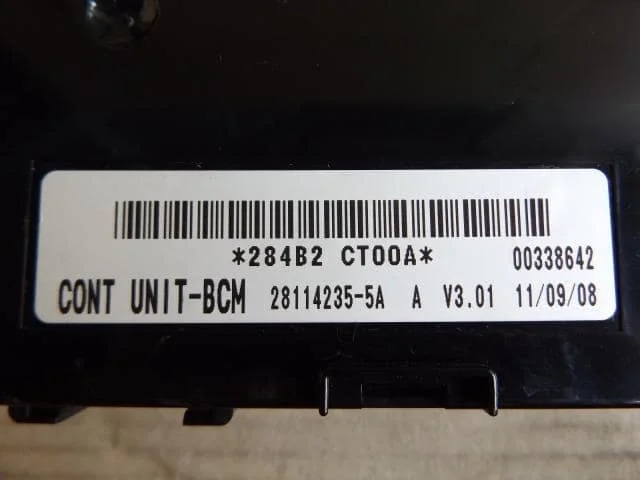 *284B2 CT00A* 00338642
CONT UNIT-BCM 28114235-5A A V3.01 11/09/08